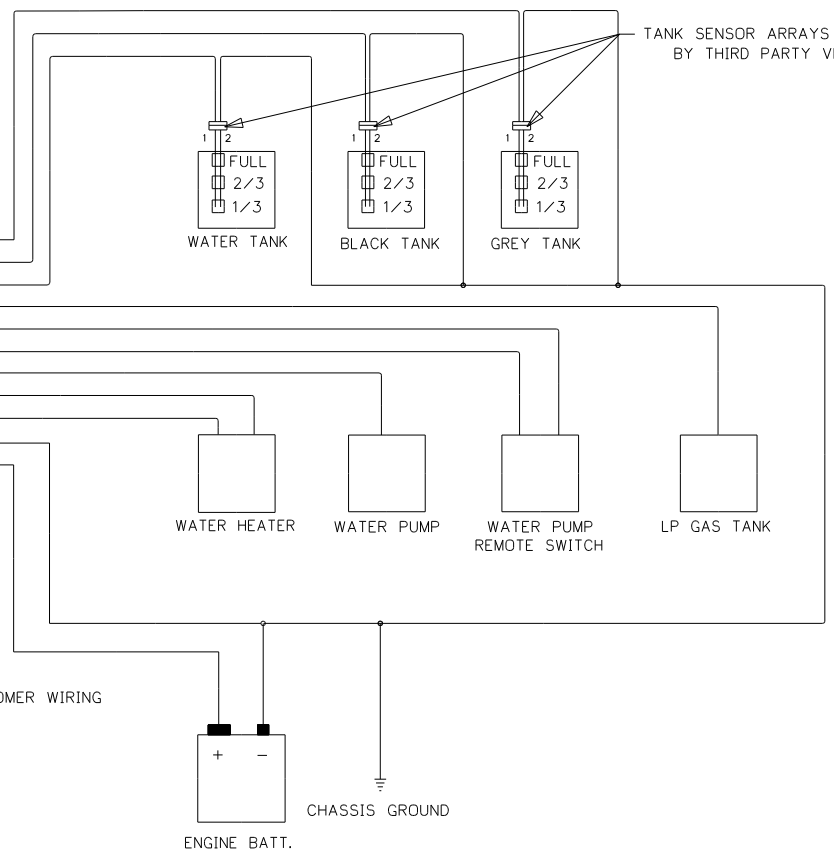 TANK SENSOR ARRAYS
BY THIRD PARTY
1 2
1 2
1 2
FULL
2/3
1/3
FULL
2/3
1/3
FULL
2/3
1/3
WATER TANK
BLACK TANK
GREY TANK
WATER HEATER
WATER PUMP
WATER PUMP
REMOTE SWITCH
LP GAS TANK
WIRING
+ −
CHASSIS GROUND
ENGINE BATT.